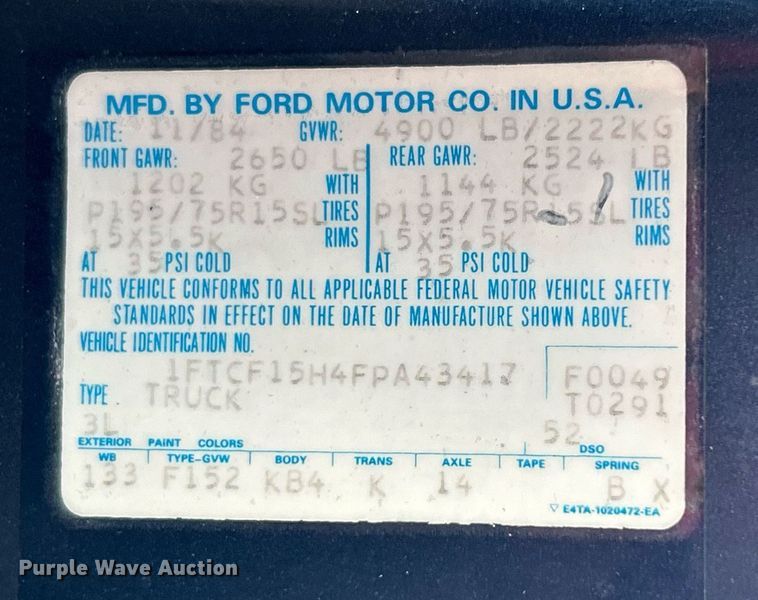 MFD. BY FORD MOTOR CO. IN U.S.A.
DATE: 11/84 GVWR: 4900 LB/2222KG
FRONT GAWR: 2650 LB REAR GAWR: 2524 LB
1202 KG WITH 1144 KG WITH
P195/75R15SL TIRES P195/75R15SL TIRES
15X5.5K RIMS 15X5.5K RIMS
AT 35 PSI COLD AT 35 PSI COLD
THIS VEHICLE CONFORMS TO ALL APPLICABLE FEDERAL MOTOR VEHICLE SAFETY
STANDARDS IN EFFECT ON THE DATE OF MANUFACTURE SHOWN ABOVE.
VEHICLE IDENTIFICATION NO.
1FTCF15H4FPA43417 F0049
TYPE TRUCK T0291
3L 52
EXTERIOR PAINT COLORS DSO
WB TYPE-GVW BODY TRANS AXLE TAPE SPRING
133 F152 KB4 K 14 B X
▽ E4TA-1020472-EA
Purple Wave Auction